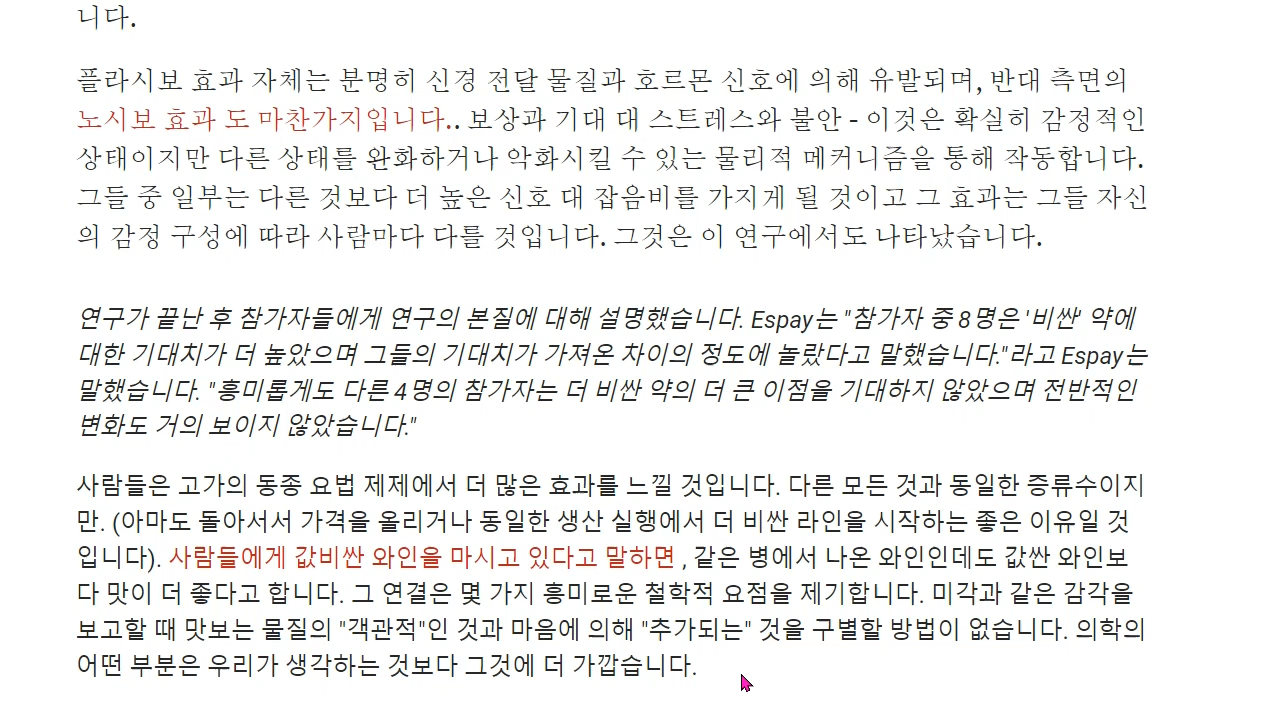 니다.
플라시보 효과 자체는 분명히 신경 전달 물질과 호르몬 신호에 의해 유발되며, 반대 측면의
노시보 효과 도 마찬가지입니다.. 보상과 기대 대 스트레스와 불안 - 이것은 확실히 감정적인
상태이지만 다른 상태를 완화하거나 악화시킬 수 있는 물리적 메커니즘을 통해 작동합니다.
그들 중 일부는 다른 것보다 더 높은 신호 대 잡음비를 가지게 될 것이고 그 효과는 그들 자신
의 감정 구성에 따라 사람마다 다를 것입니다. 그것은 이 연구에서도 나타났습니다.
연구가 끝난 후 참가자들에게 연구의 본질에 대해 설명했습니다. Espay는 "참가자 중 8명은 '비싼' 약에
대한 기대치가 더 높았으며 그들의 기대치가 가져온 차이의 정도에 놀랐다고 말했습니다."라고 Espay는
말했습니다. "흥미롭게도 다른 4명의 참가자는 더 비싼 약의 더 큰 이점을 기대하지 않았으며 전반적인
변화도 거의 보이지 않았습니다."
사람들은 고가의 동종 요법 제제에서 더 많은 효과를 느낄 것입니다. 다른 모든 것과 동일한 증류수이지
만. (아마도 돌아서서 가격을 올리거나 동일한 생산 실행에서 더 비싼 라인을 시작하는 좋은 이유일 것
입니다). 사람들에게 값비싼 와인을 마시고 있다고 말하면 , 같은 병에서 나온 와인인데도 값싼 와인보
다 맛이 더 좋다고 합니다. 그 연결은 몇 가지 흥미로운 철학적 요점을 제기합니다. 미각과 같은 감각을
보고할 때 맛보는 물질의 "객관적"인 것과 마음에 의해 "추가되는" 것을 구별할 방법이 없습니다. 의학의
어떤 부분은 우리가 생각하는 것보다 그것에 더 가깝습니다.